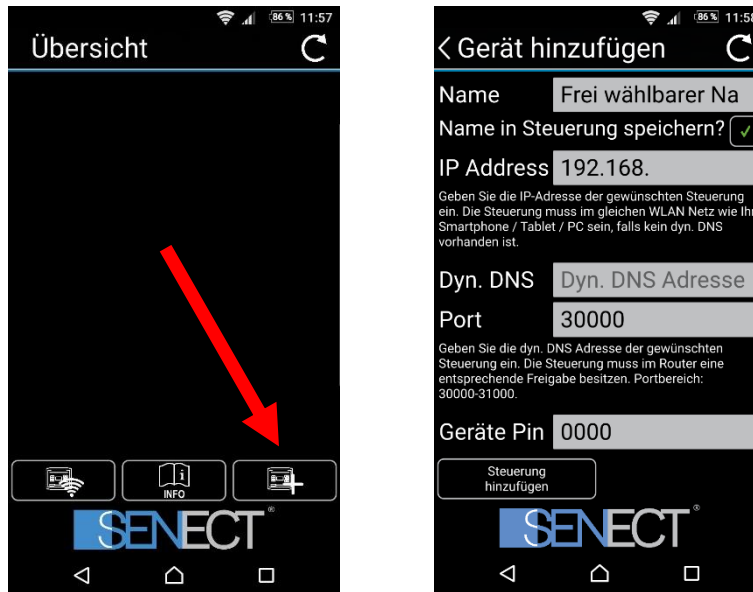 86 % 11:57
Übersicht
INFO
SENECT®
86 % 11:58
Gerät hinzufügen
Name Frei wählbarer Na
Name in Steuerung speichern?
IP Address 192.168.
Geben Sie die IP-Adresse der gewünschten Steuerung
ein. Die Steuerung muss im gleichen WLAN Netz wie Ihr
Smartphone / Tablet / PC sein, falls kein dyn. DNS
vorhanden ist.
Dyn. DNS Dyn. DNS Adresse
Port 30000
Geben Sie die dyn. DNS Adresse der gewünschten
Steuerung ein. Die Steuerung muss im Router eine
entsprechende Freigabe besitzen. Portbereich:
30000-31000.
Geräte Pin 0000
Steuerung
hinzufügen
SENECT®